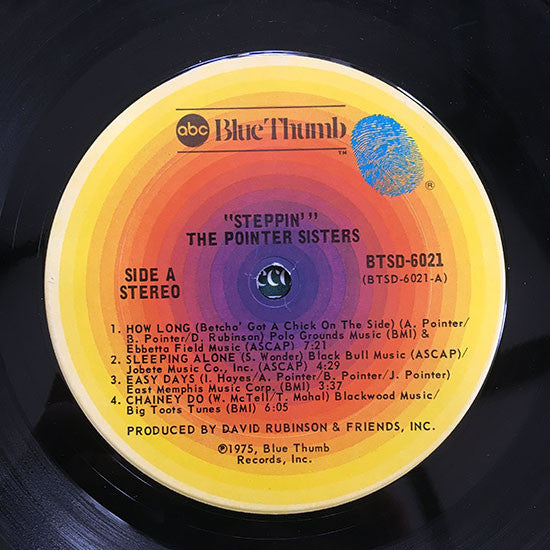 abc Blue Thumb
™
®
"STEPPIN'"
THE POINTER SISTERS
SIDE A
STEREO
BTSD-6021
(BTSD-6021-A)
1. HOW LONG (Betcha' Got A Chick On The Side) (A. Pointer/
B. Pointer/D. Rubinson) Polo Grounds Music (BMI) &
Ebbetto Field Music (ASCAP) 7:21
2. SLEEPING ALONE (S. Wonder) Black Bull Music (ASCAP)/
Jobete Music Co., Inc. (ASCAP) 4:29
3. EASY DAYS (I. Hayes/A. Pointer/B. Pointer/J. Pointer)
East Memphis Music Corp. (BMI) 3:37
4. CHAINEY DO (W. McTell/T. Mahal) Blackwood Music/
Big Toots Tunes (BMI) 6:05
PRODUCED BY DAVID RUBINSON & FRIENDS, INC.
℗1975, Blue Thumb
Records, Inc.